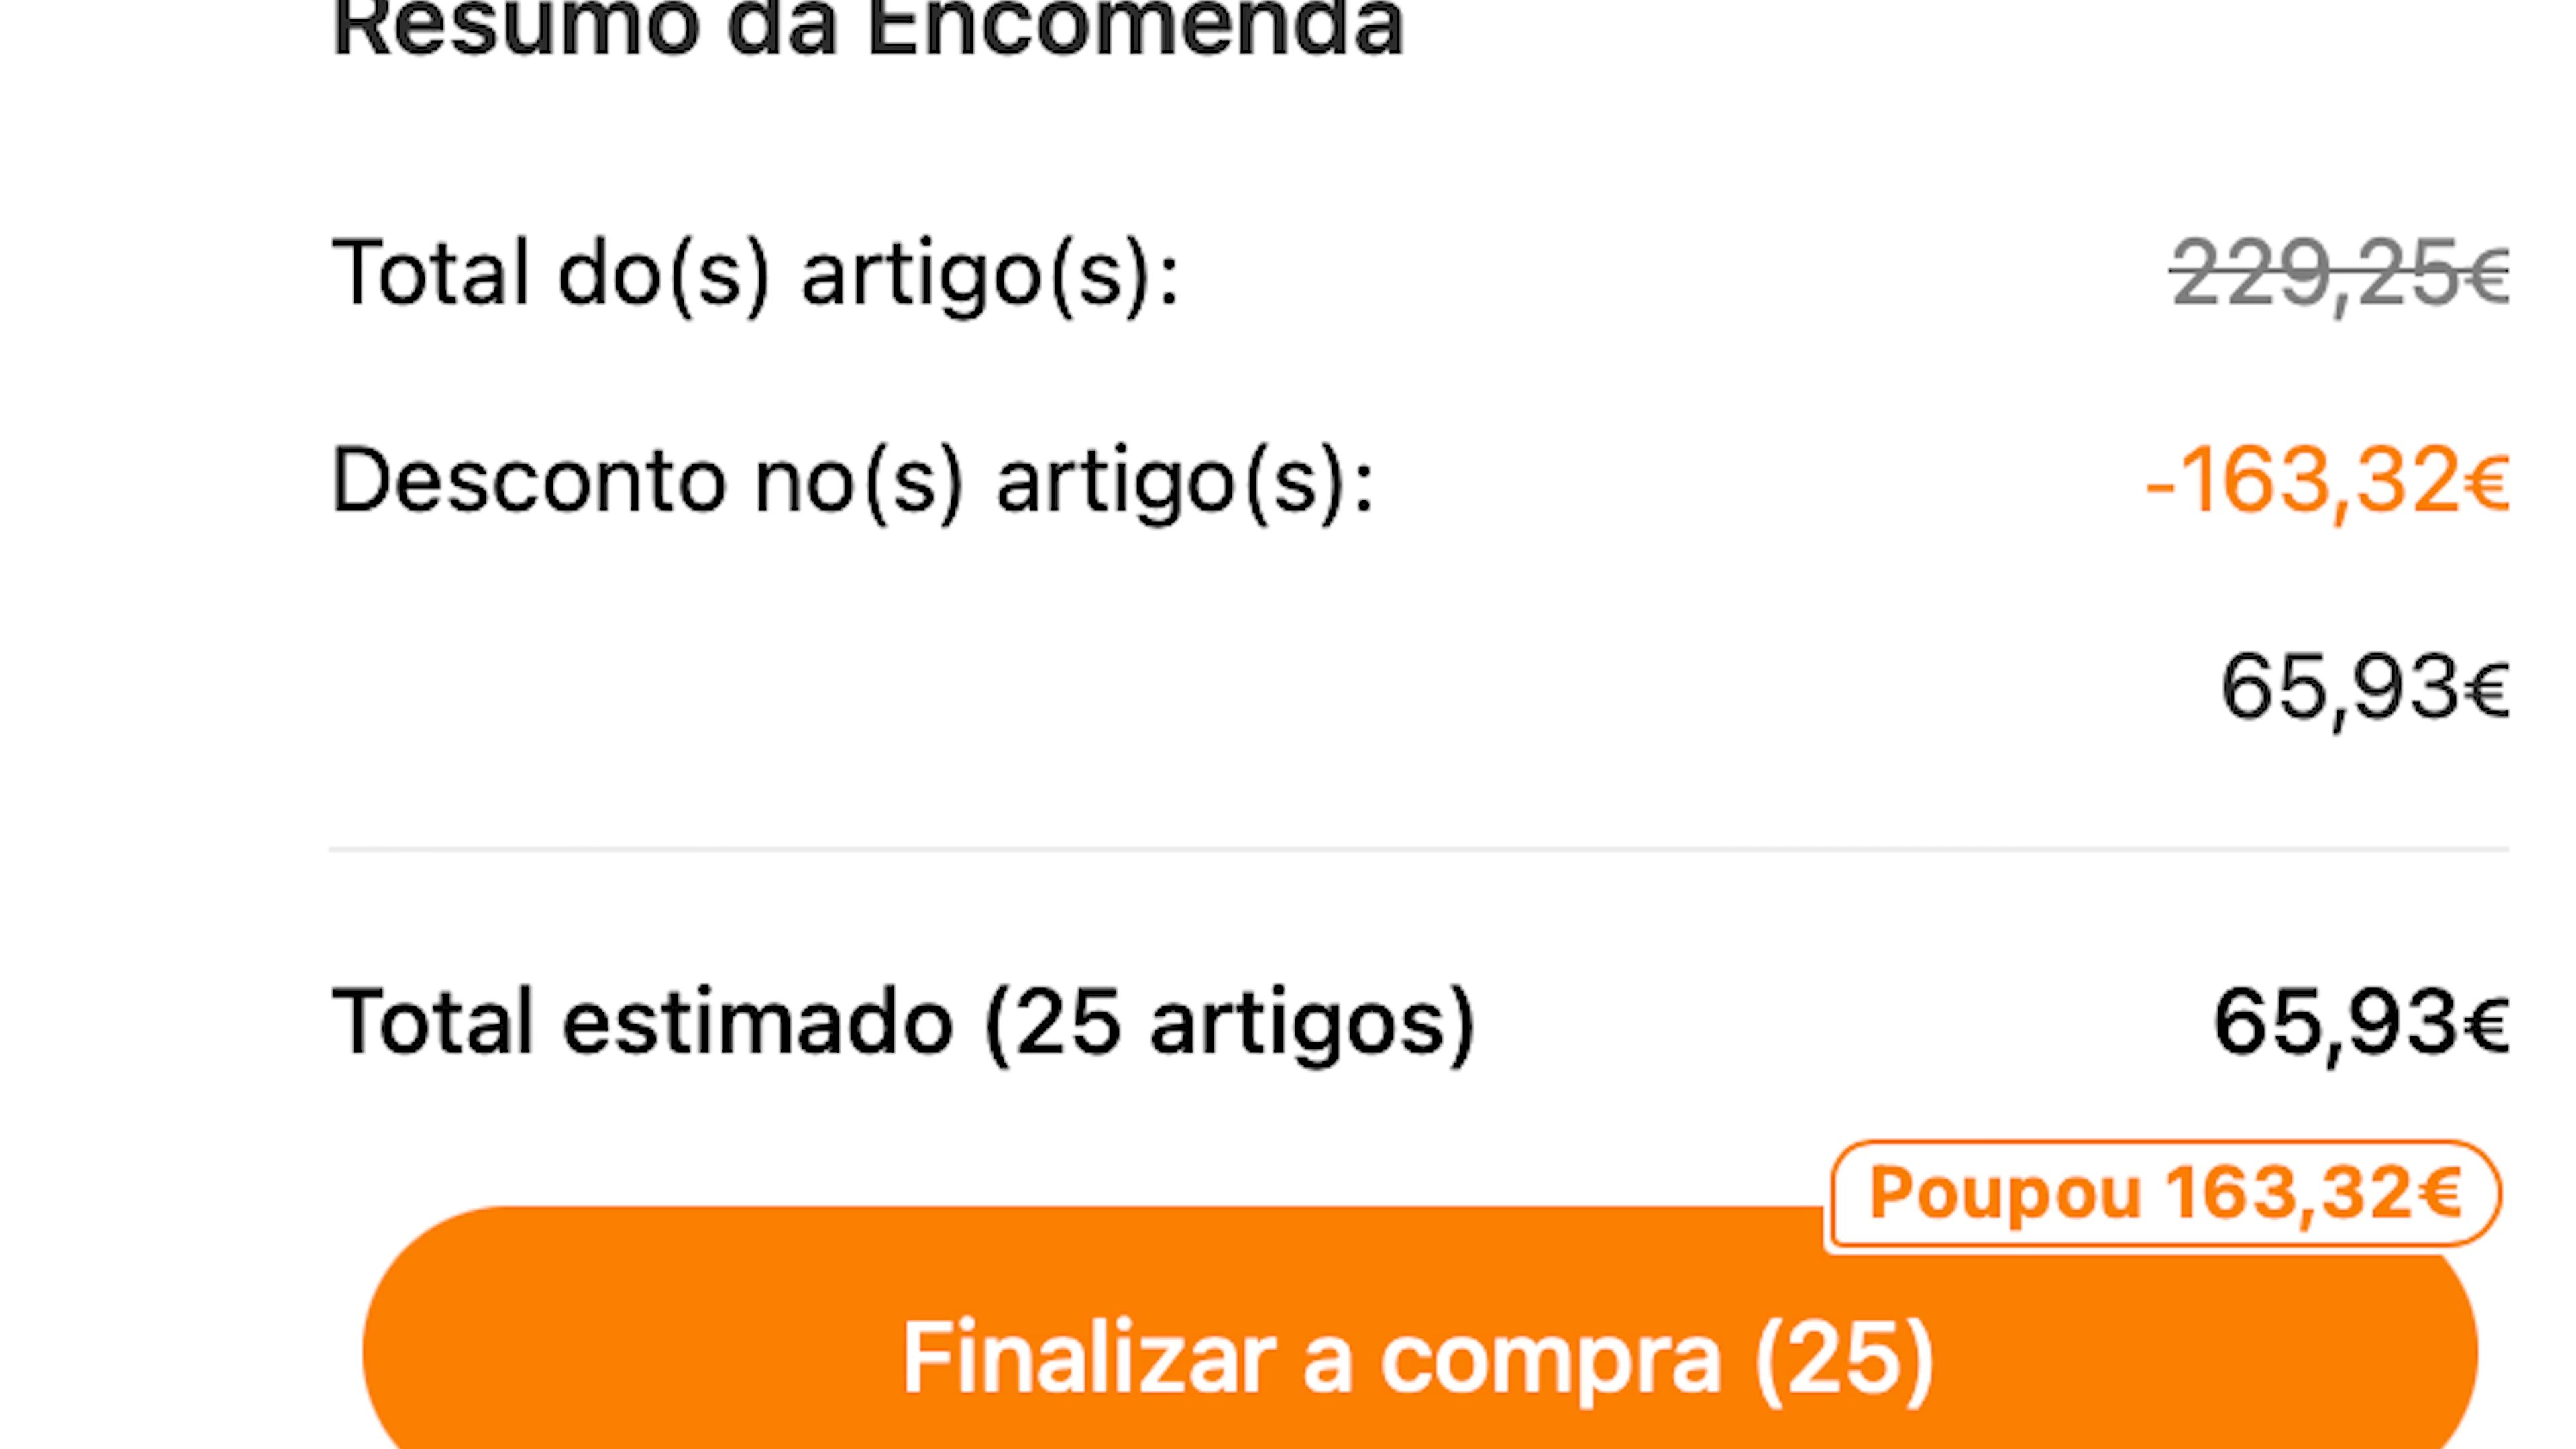 Resumo da Encomenda
Total do(s) artigo(s): 229,25€
Desconto no(s) artigo(s): -163,32€
65,93€
Total estimado (25 artigos) 65,93€
Poupou 163,32€
Finalizar a compra (25)